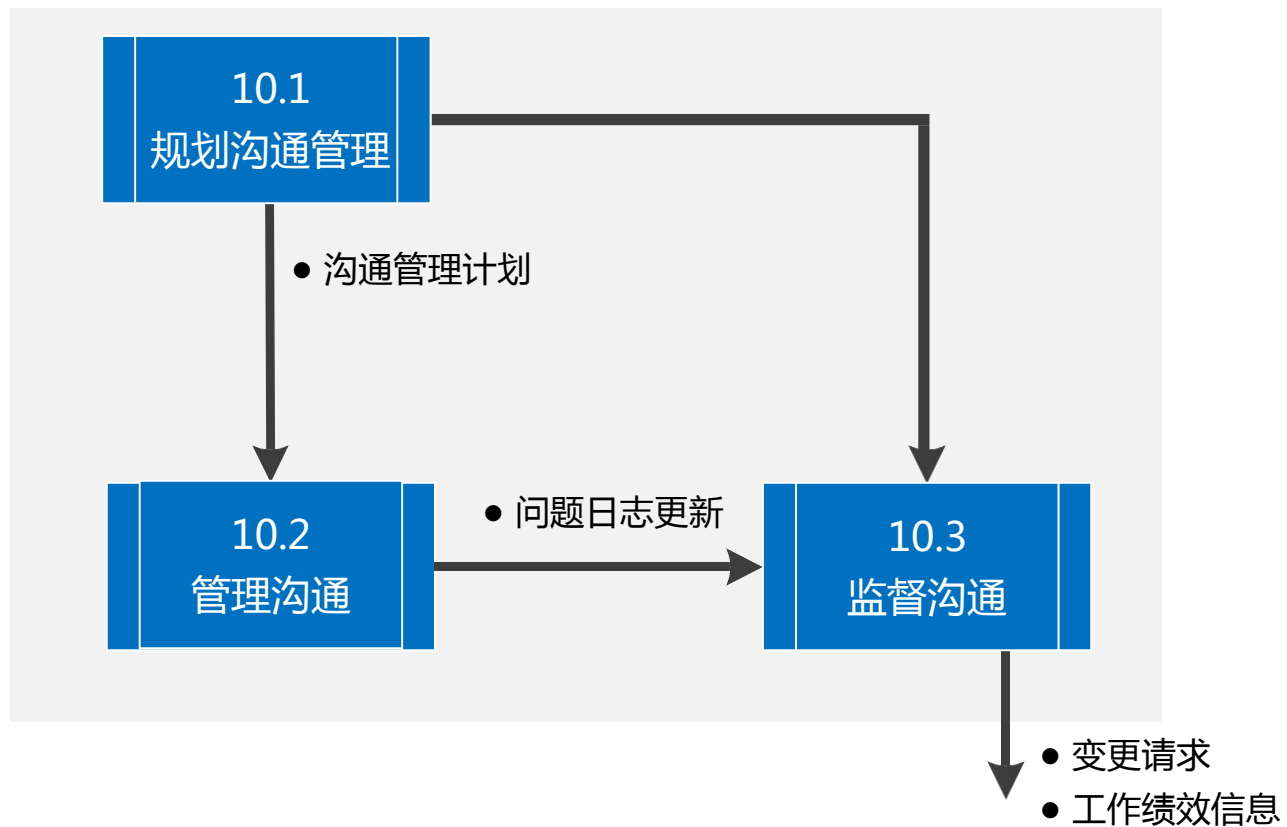 10.1
规划沟通管理
● 沟通管理计划
● 问题日志更新
10.2
管理沟通
10.3
监督沟通
● 变更请求
● 工作绩效信息